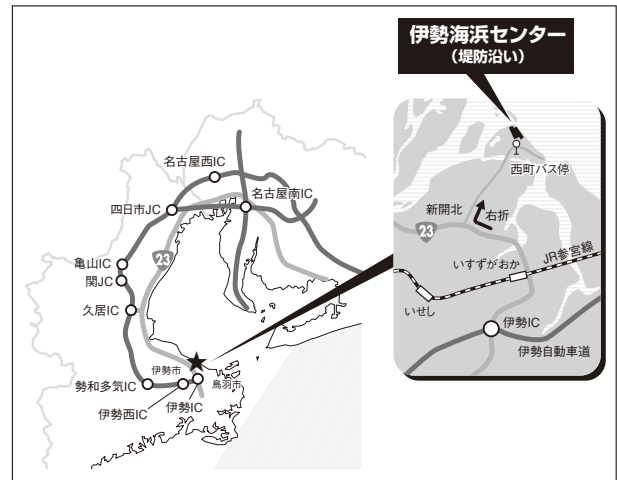 伊勢海浜センター
（堤防沿い）
名古屋西IC
名古屋南IC
四日市JC
23
亀山IC
関JC
久居IC
伊勢市
鳥羽市
勢和多気IC
伊勢西IC
伊勢IC
西町バス停
新開北
23
右折
いすずがおか
JR参宮線
いせし
伊勢IC
伊勢自動車道